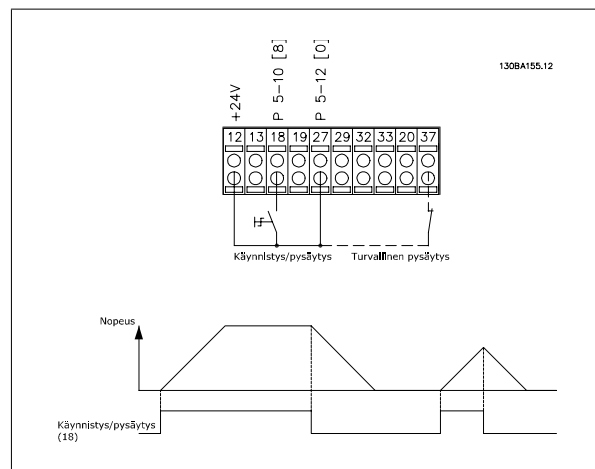 130BA155.12
+24V
P 5-10 [8]
P 5-12 [0]
12 13 18 19 27 29 32 33 20 37
Käynnistys/pysäytys
Turvallinen pysäytys
Nopeus
Käynnistys/pysäytys
(18)